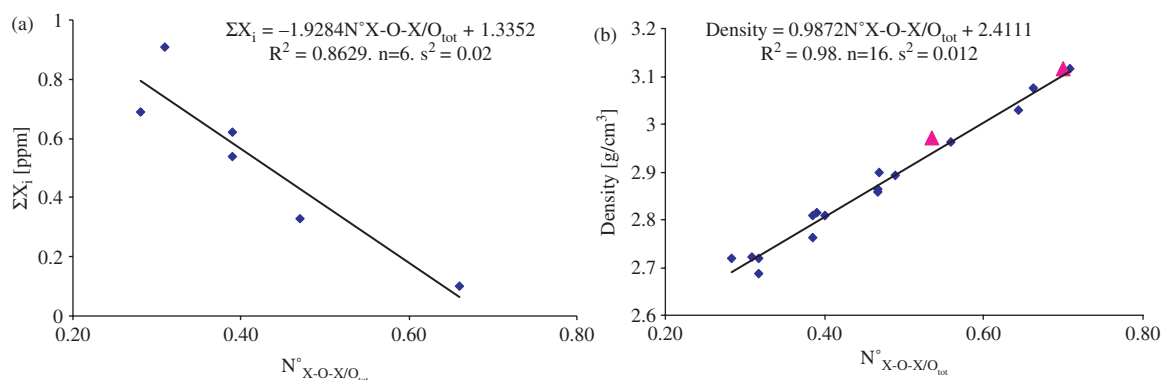 (a)
ΣXᵢ = –1.9284N°X-O-X/Oₜₒₜ + 1.3352
R² = 0.8629. n=6. s² = 0.02
1
0.8
0.6
0.4
0.2
0
ΣXᵢ [ppm]
0.20 0.40 0.60 0.80
N°X-O-X/Oₜₒₜ
(b)
Density = 0.9872N°X-O-X/Oₜₒₜ + 2.4111
R² = 0.98. n=16. s² = 0.012
3.2
3.1
3
2.9
2.8
2.7
2.6
Density [g/cm³]
0.20 0.40 0.60 0.80
N°X-O-X/Oₜₒₜ